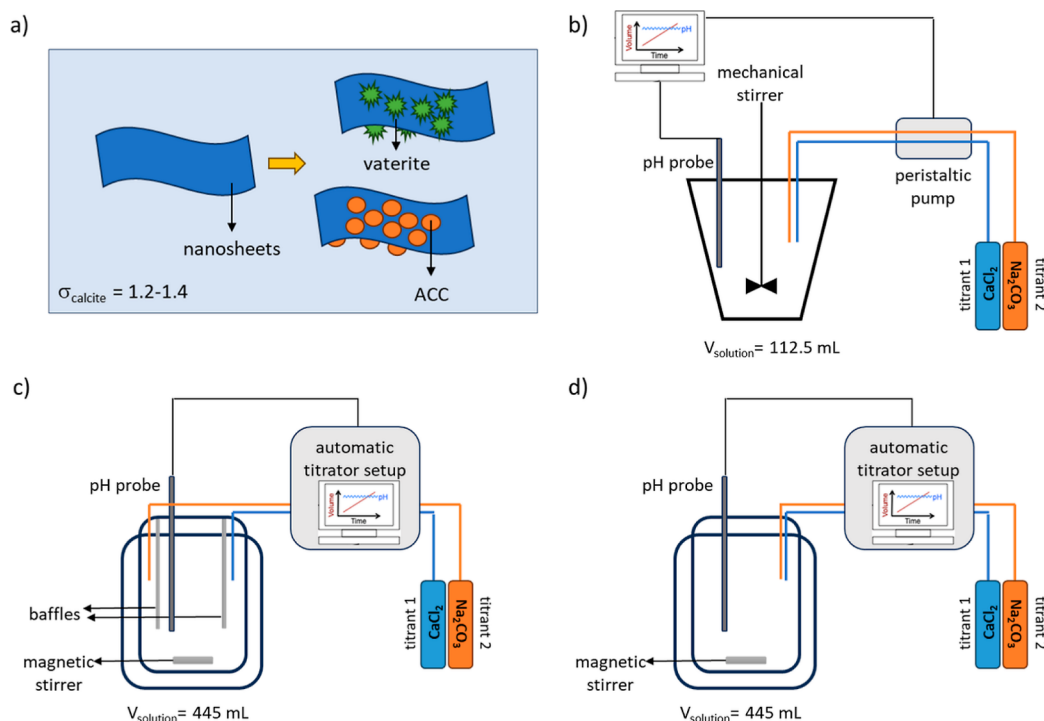 a)
vaterite
nanosheets
ACC
σcalcite = 1.2-1.4
b)
Volume
pH
Time
mechanical
stirrer
pH probe
peristaltic
pump
titrant 1
CaCl₂
Na₂CO₃
titrant 2
Vsolution= 112.5 mL
c)
automatic
titrator setup
pH probe
Volume
pH
Time
baffles
titrant 1
CaCl₂
Na₂CO₃
titrant 2
magnetic
stirrer
Vsolution= 445 mL
d)
automatic
titrator setup
pH probe
Volume
pH
Time
titrant 1
CaCl₂
Na₂CO₃
titrant 2
magnetic
stirrer
Vsolution= 445 mL